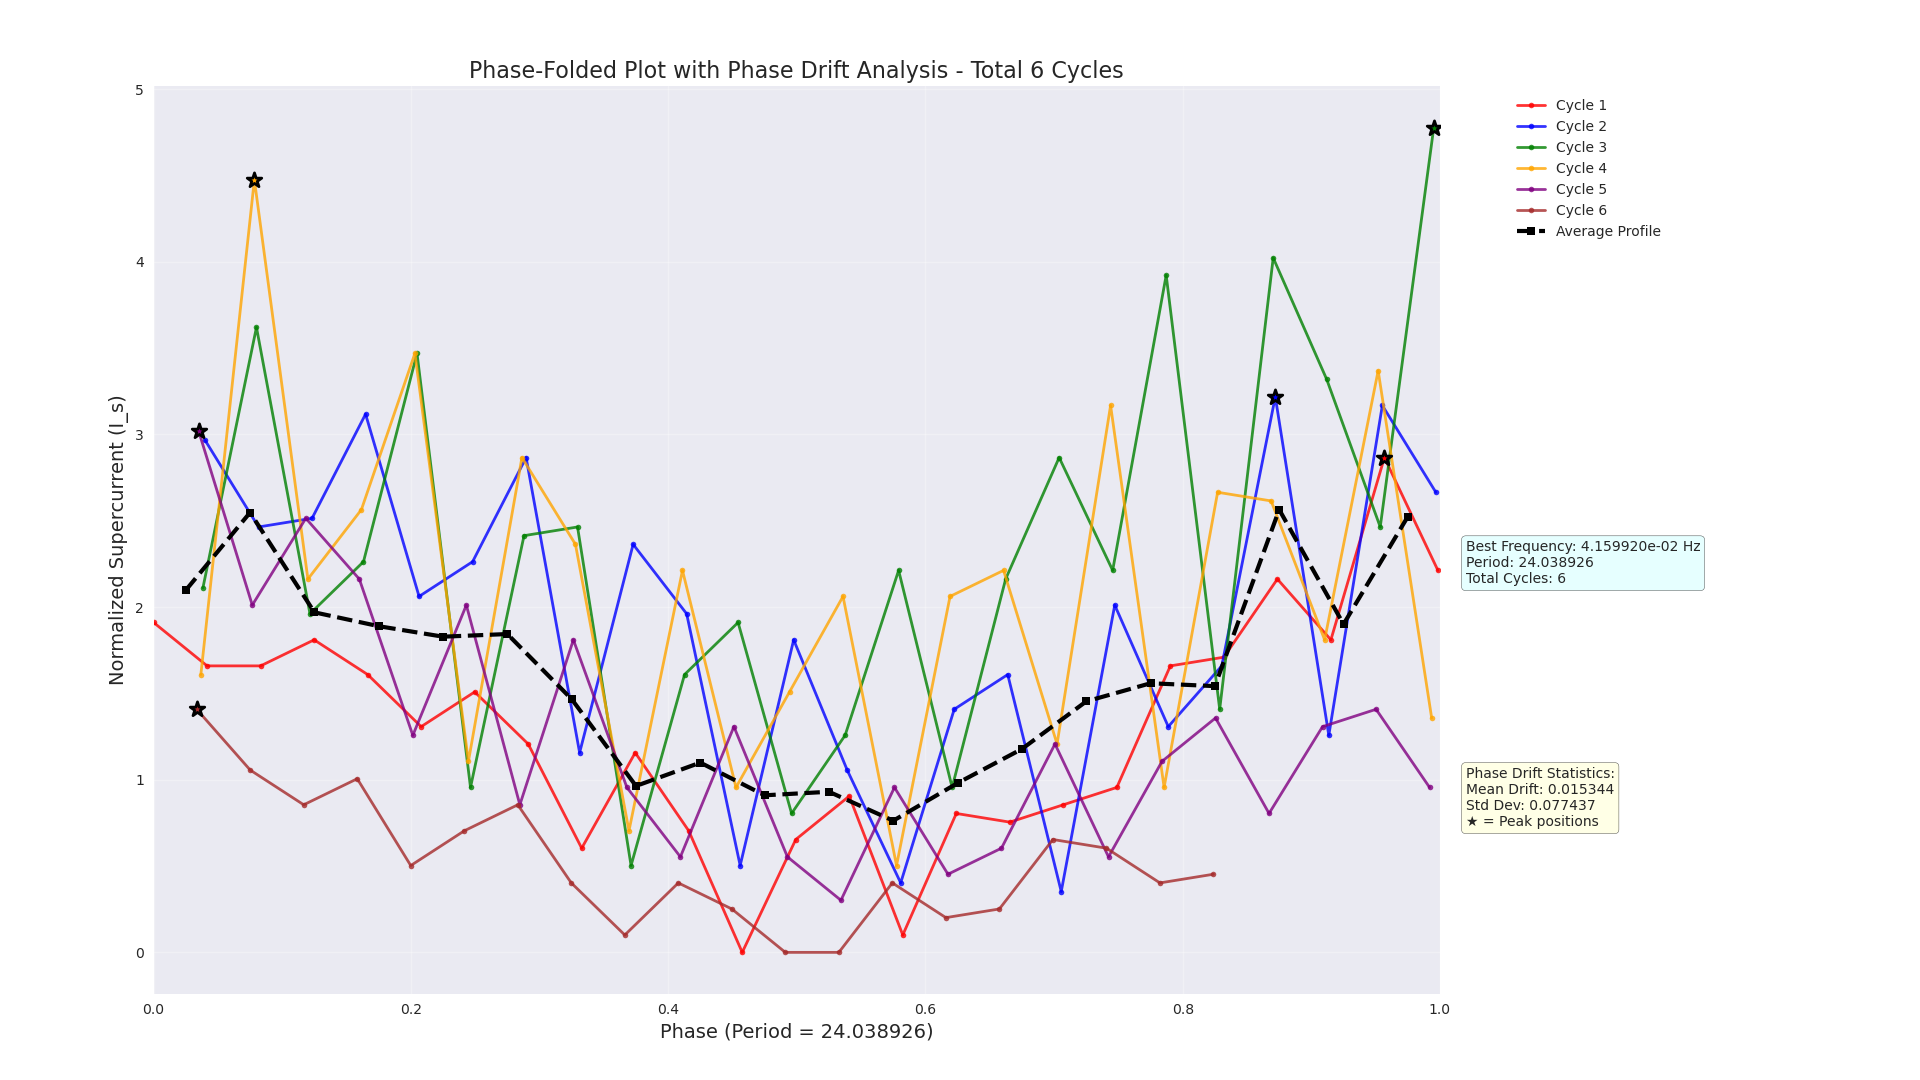 Phase-Folded Plot with Phase Drift Analysis - Total 6 Cycles
5
4
3
2
1
0
Normalized Supercurrent (I_s)
0.0
0.2
0.4
0.6
0.8
1.0
Phase (Period = 24.038926)
Cycle 1
Cycle 2
Cycle 3
Cycle 4
Cycle 5
Cycle 6
Average Profile
Best Frequency: 4.159920e-02 Hz
Period: 24.038926
Total Cycles: 6
Phase Drift Statistics:
Mean Drift: 0.015344
Std Dev: 0.077437
★ = Peak positions